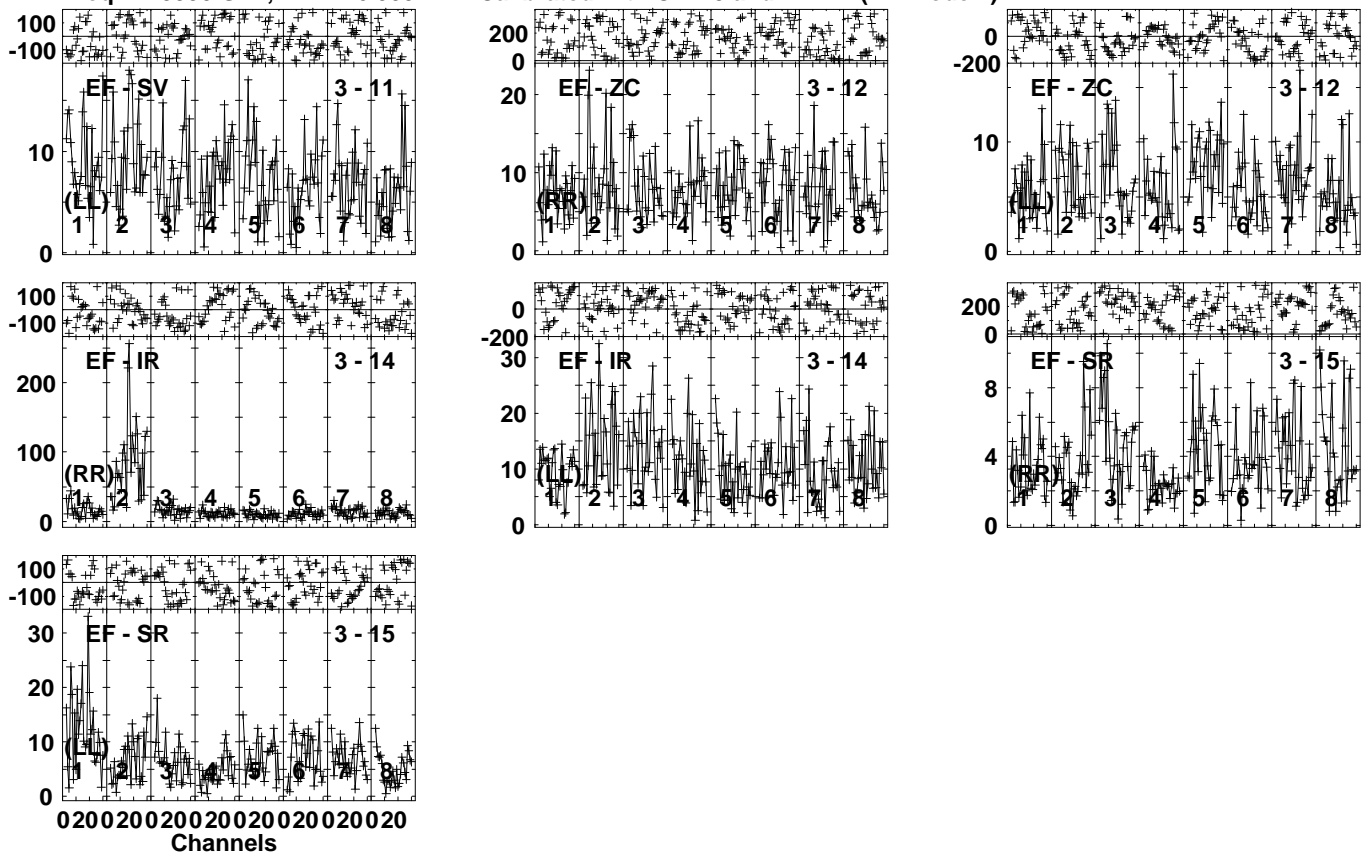 100
-100
EF - SV 3 - 11
10
0
(LL)
1 2 3 4 5 6 7 8
200
0
EF - ZC 3 - 12
20
10
0
(RR)
1 2 3 4 5 6 7 8
0
-200
EF - ZC 3 - 12
10
0
(LL)
1 2 3 4 5 6 7 8
100
-100
EF - IR 3 - 14
200
100
0
(RR)
1 2 3 4 5 6 7 8
0
-200
EF - IR 3 - 14
30
20
10
0
(LL)
1 2 3 4 5 6 7 8
200
0
EF - SR 3 - 15
8
4
0
(RR)
1 2 3 4 5 6 7 8
100
-100
EF - SR 3 - 15
30
20
10
0
(LL)
1 2 3 4 5 6 7 8
0 20 0 20 0 20 0 20 0 20 0 20 0 20 0 20
Channels